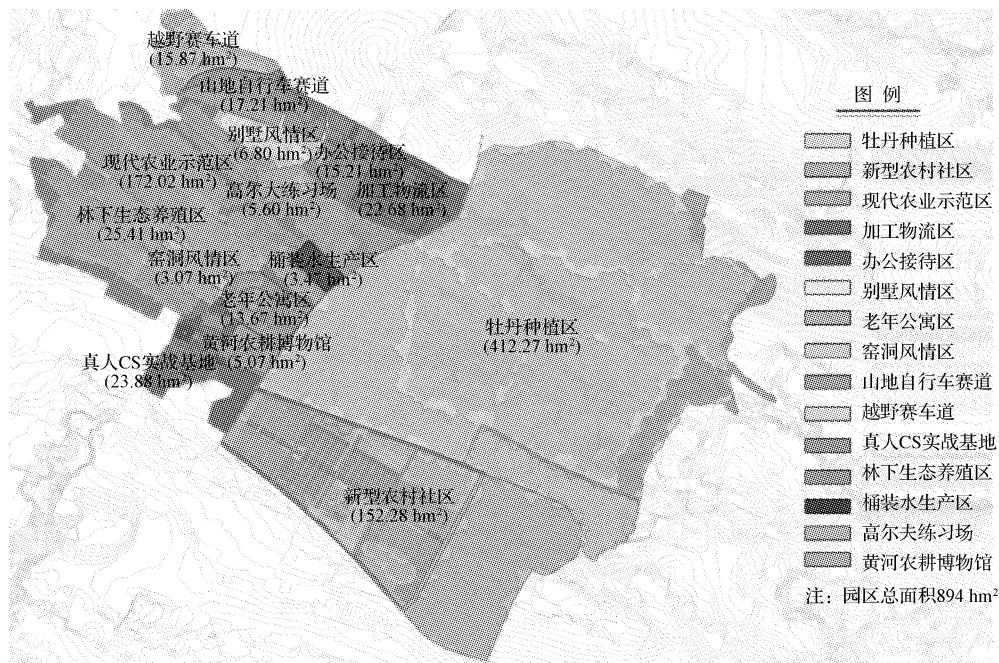 越野赛车道
(15.87 hm²)
山地自行车赛道
(17.21 hm²)
别墅风情区
(6.80 hm²)
办公接待区
(15.21 hm²)
现代农业示范区
(172.02 hm²)
高尔夫练习场
(5.60 hm²)
加工物流区
(22.68 hm²)
林下生态养殖区
(25.41 hm²)
窑洞风情区
(3.07 hm²)
桶装水生产区
(3.47 hm²)
老年公寓区
(13.67 hm²)
黄河农耕博物馆
(5.07 hm²)
真人CS实战基地
(23.88 hm²)
牡丹种植区
(412.27 hm²)
新型农村社区
(152.28 hm²)
图 例
牡丹种植区
新型农村社区
现代农业示范区
加工物流区
办公接待区
别墅风情区
老年公寓区
窑洞风情区
山地自行车赛道
越野赛车道
真人CS实战基地
林下生态养殖区
桶装水生产区
高尔夫练习场
黄河农耕博物馆
注：园区总面积894 hm²